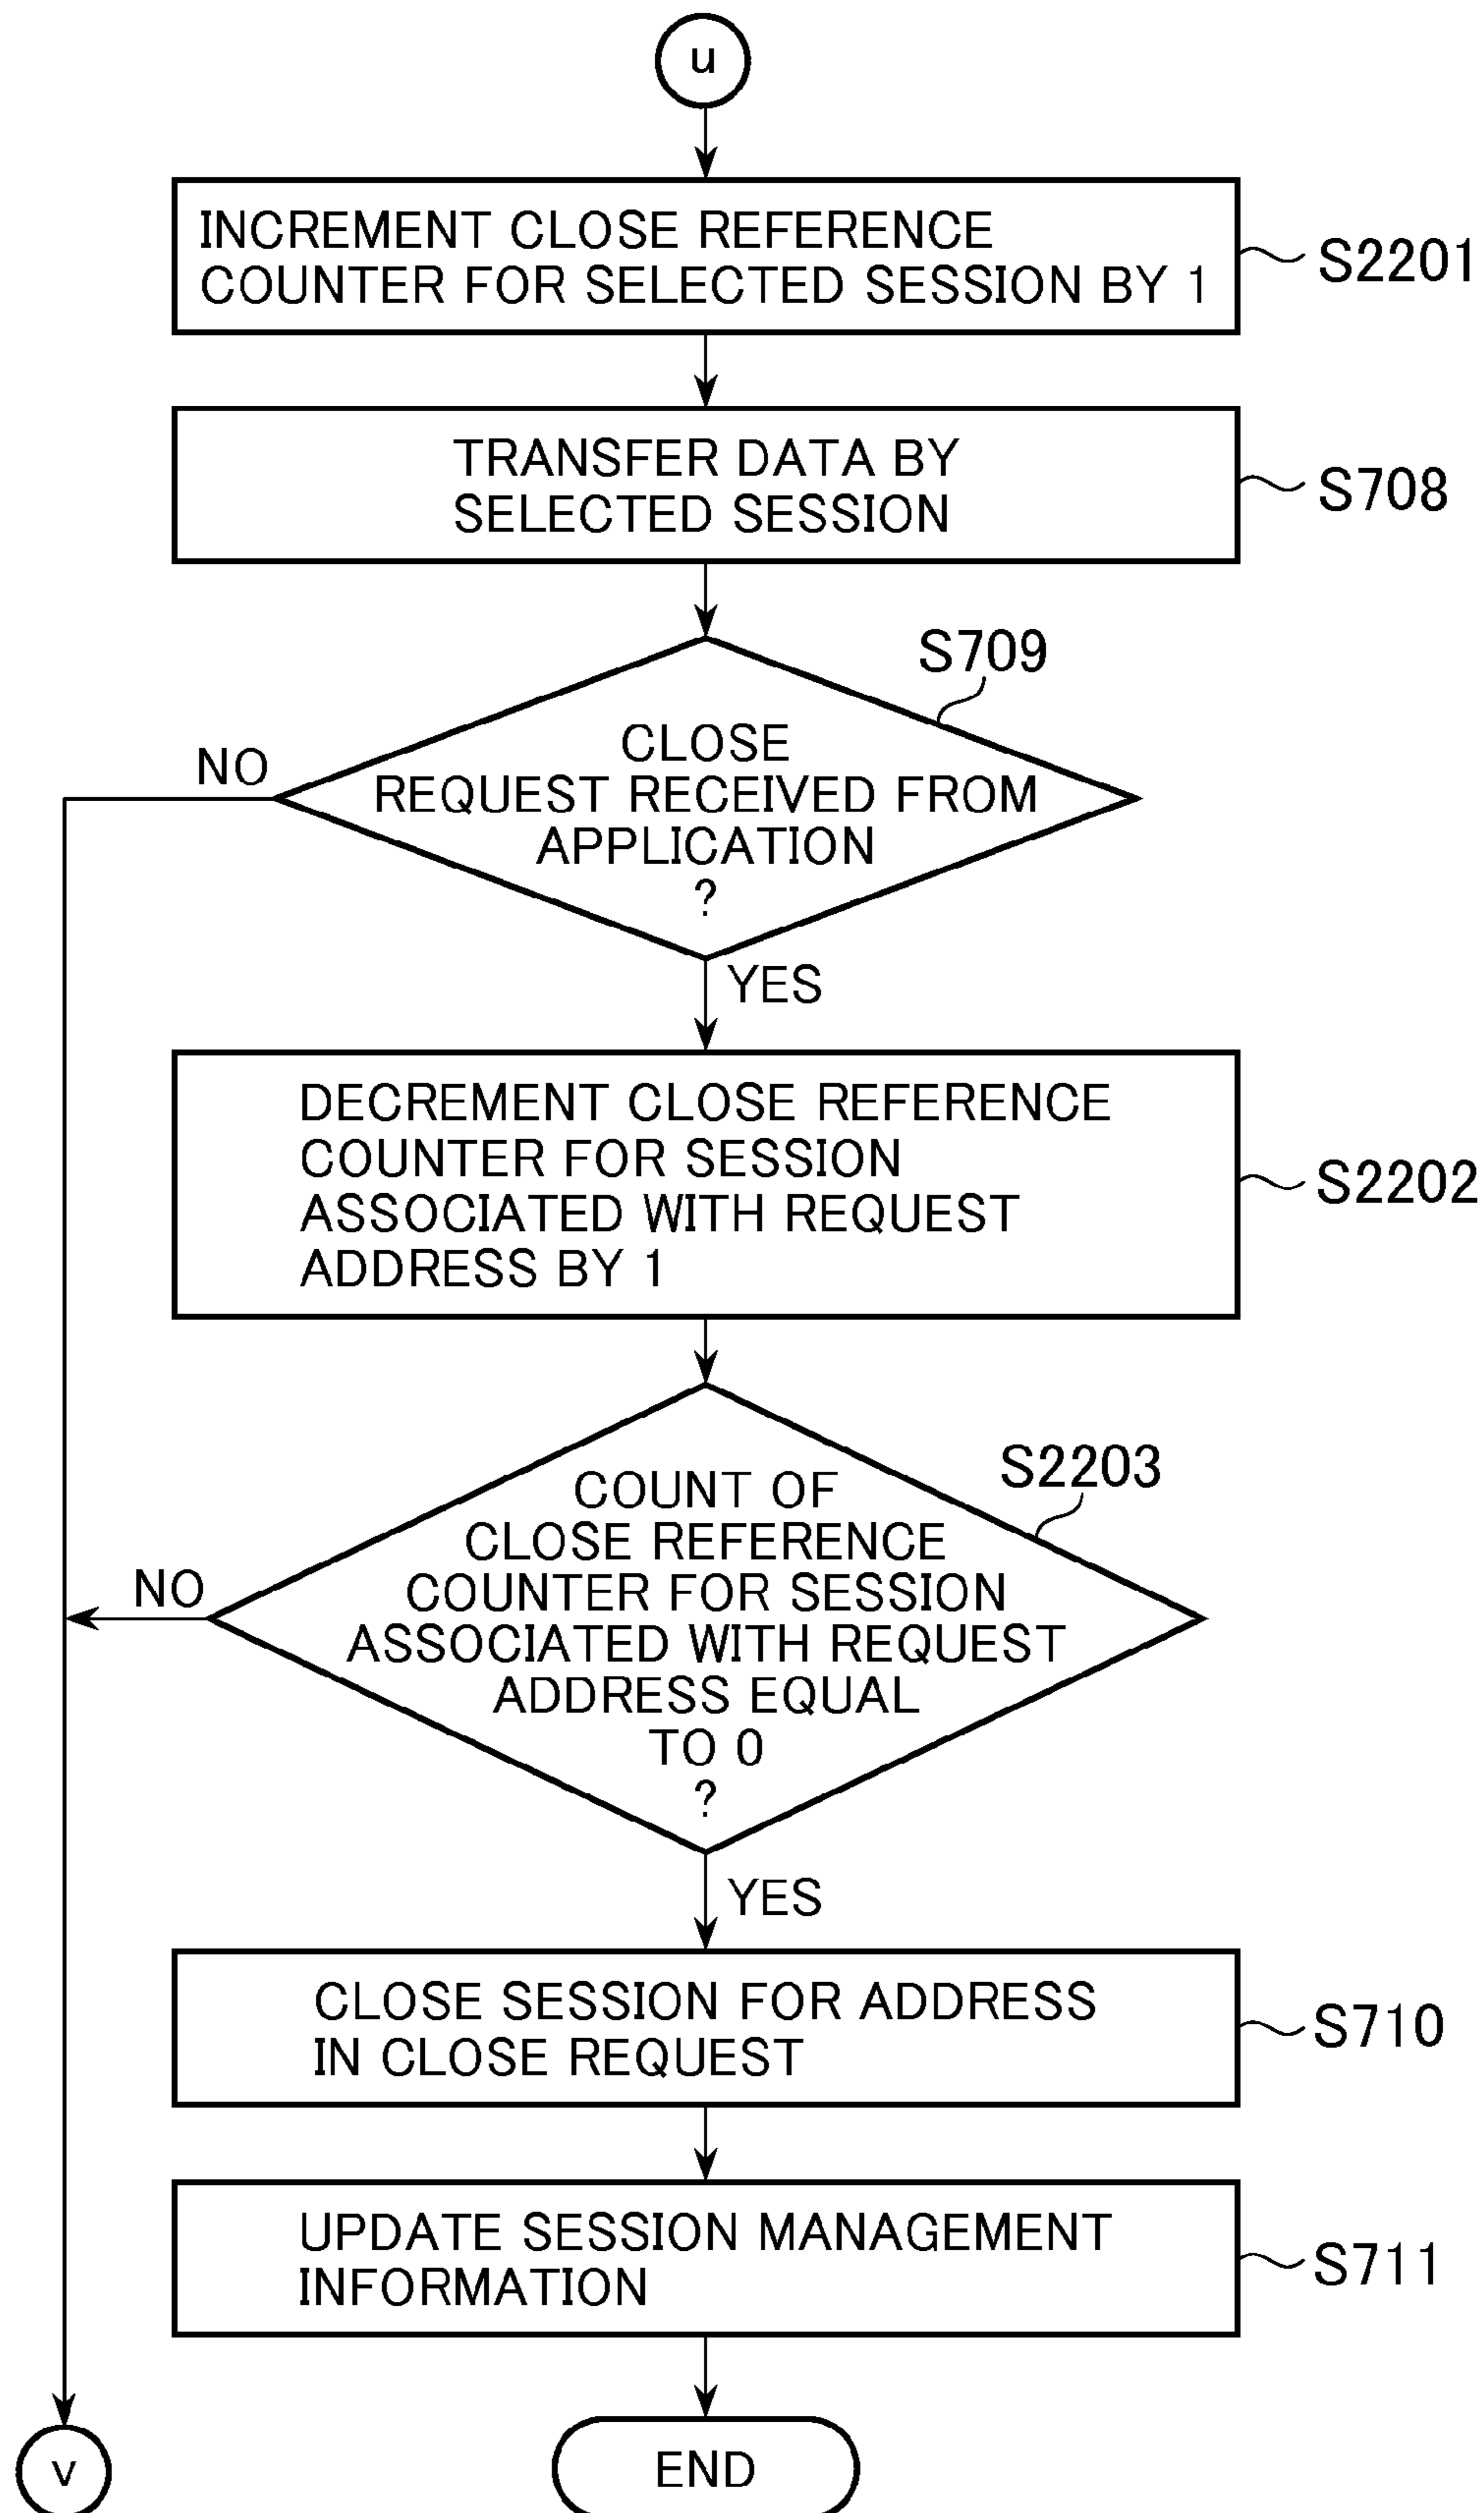 u
INCREMENT CLOSE REFERENCE
COUNTER FOR SELECTED SESSION BY 1
S2201
TRANSFER DATA BY
SELECTED SESSION
S708
S709
CLOSE
REQUEST RECEIVED FROM
APPLICATION
?
NO
YES
DECREMENT CLOSE REFERENCE
COUNTER FOR SESSION
ASSOCIATED WITH REQUEST
ADDRESS BY 1
S2202
S2203
COUNT OF
CLOSE REFERENCE
COUNTER FOR SESSION
ASSOCIATED WITH REQUEST
ADDRESS EQUAL
TO 0
?
NO
YES
CLOSE SESSION FOR ADDRESS
IN CLOSE REQUEST
S710
UPDATE SESSION MANAGEMENT
INFORMATION
S711
v
END